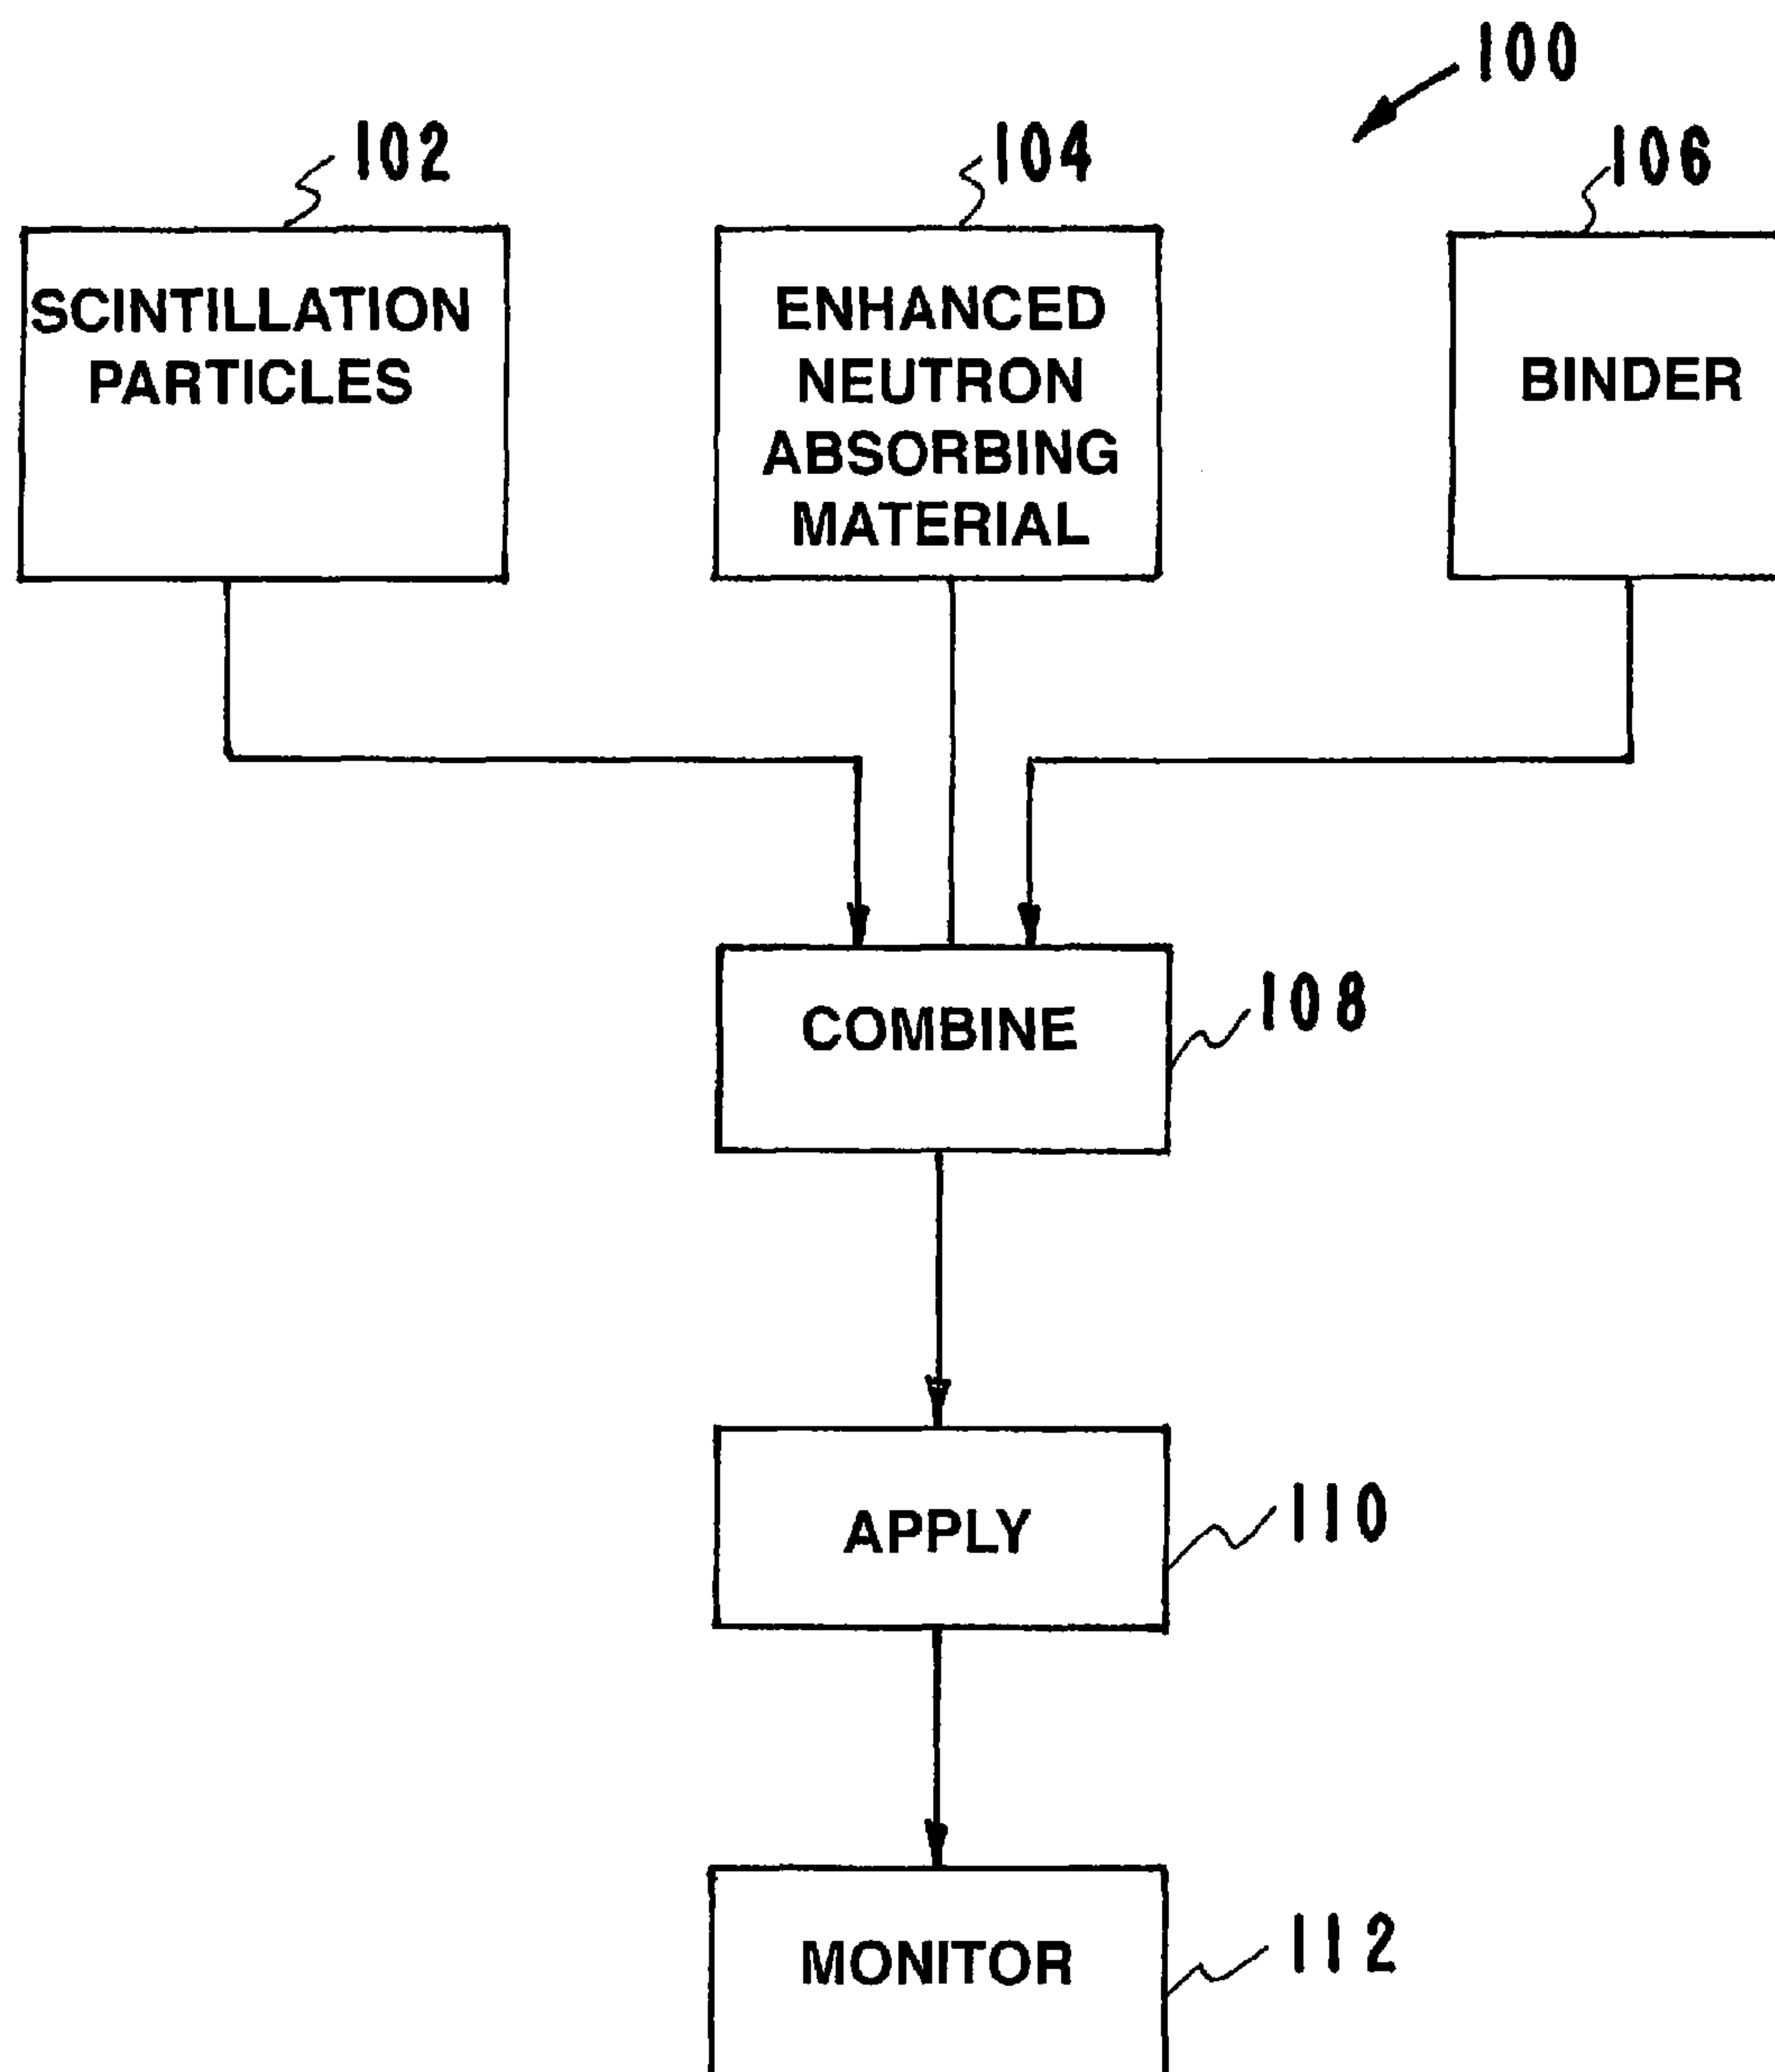 100
102
104
106
SCINTILLATION
PARTICLES
ENHANCED
NEUTRON
ABSORBING
MATERIAL
BINDER
COMBINE
108
APPLY
110
MONITOR
112